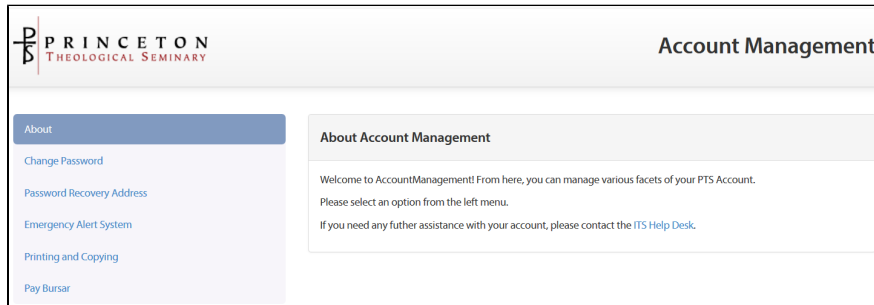 PRINCETON
THEOLOGICAL SEMINARY
Account Management
About
Change Password
Password Recovery Address
Emergency Alert System
Printing and Copying
Pay Bursar
About Account Management
Welcome to AccountManagement! From here, you can manage various facets of your PTS Account.
Please select an option from the left menu.
If you need any futher assistance with your account, please contact the ITS Help Desk.